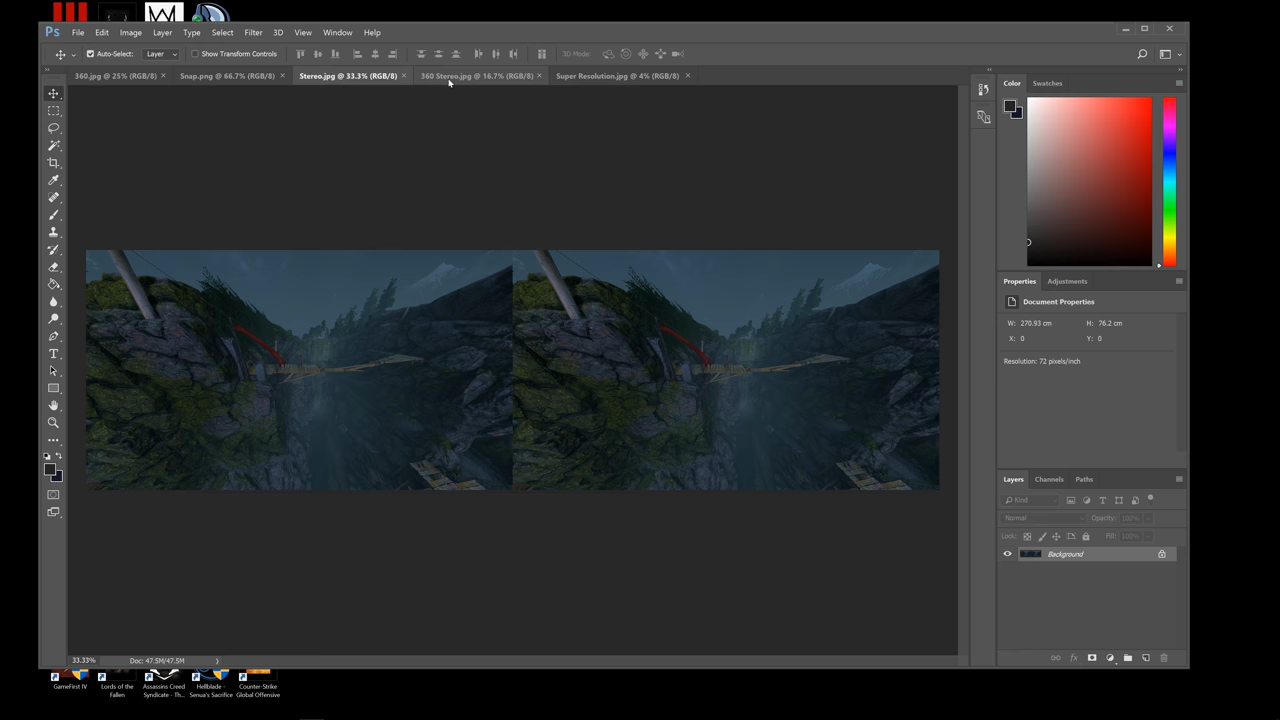 Ps File Edit Image Layer Type Select Filter 3D View Window Help
Auto-Select: Layer Show Transform Controls 3D Mode:
360.jpg @ 25% (RGB/8) Snap.png @ 66.7% (RGB/8) Stereo.jpg @ 33.3% (RGB/8) 360 Stereo.jpg @ 16.7% (RGB/8) Super Resolution.jpg @ 4% (RGB/8)
Color Swatches
Properties Adjustments
Document Properties
W: 270.93 cm H: 76.2 cm
X: 0 Y: 0
Resolution: 72 pixels/inch
Layers Channels Paths
Kind
Normal Opacity: 100%
Lock: Fill: 100%
Background
33.33% Doc: 47.5M/47.5M
GameFirst IV
Lords of the
Fallen
Assassins Creed
Syndicate - Th...
Hellblade -
Senua's Sacrifice
Counter-Strike
Global Offensive